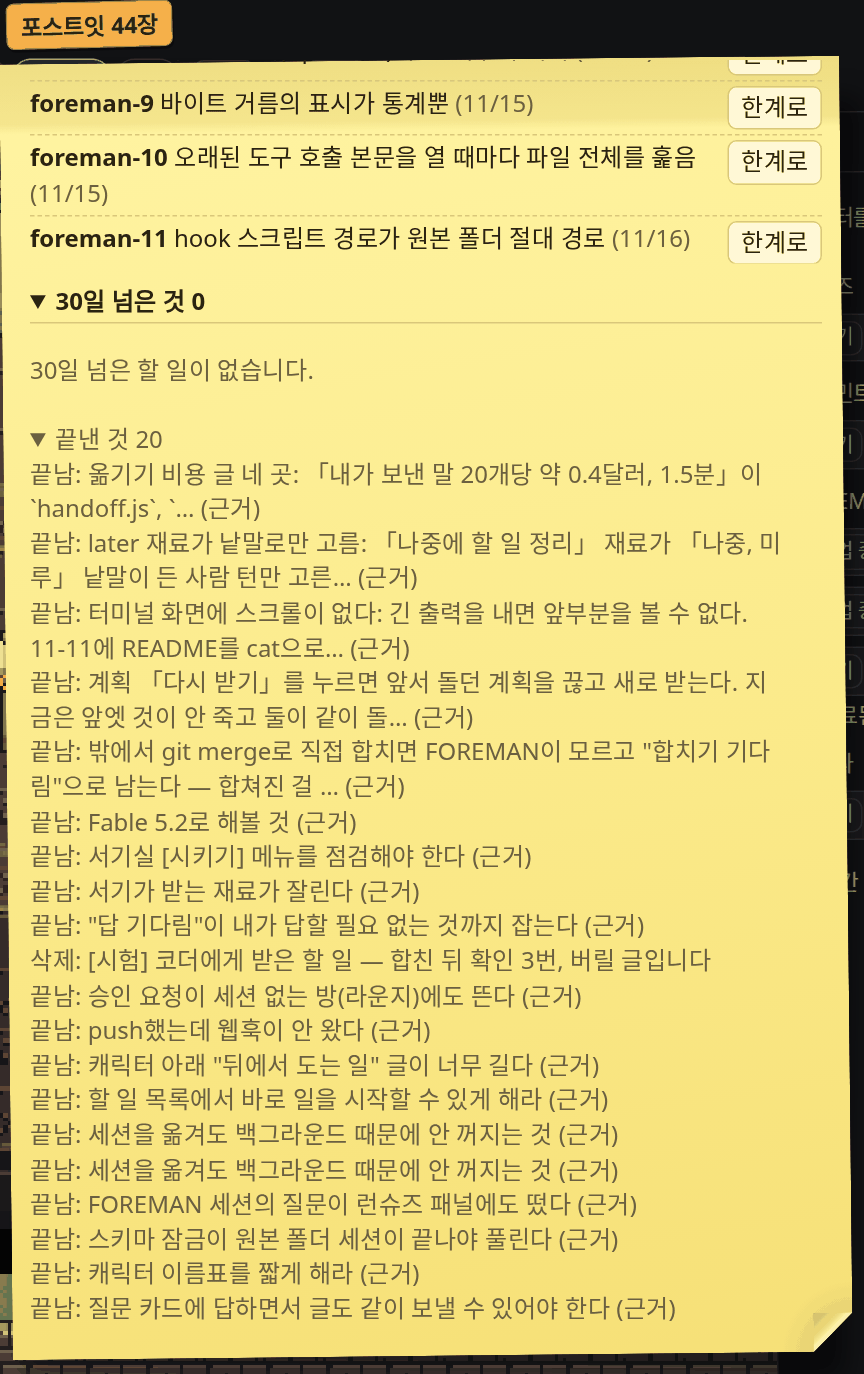 포스트잇 44장
한계로
foreman-9 바이트 거름의 표시가 통계뿐 (11/15)
한계로
foreman-10 오래된 도구 호출 본문을 열 때마다 파일 전체를 훑음
(11/15)
한계로
foreman-11 hook 스크립트 경로가 원본 폴더 절대 경로 (11/16)
한계로
▼ 30일 넘은 것 0
30일 넘은 할 일이 없습니다.
▼ 끝낸 것 20
끝남: 옮기기 비용 글 네 곳: 「내가 보낸 말 20개당 약 0.4달러, 1.5분」이
`handoff.js`, `... (근거)
끝남: later 재료가 낱말로만 고름: 「나중에 할 일 정리」 재료가 「나중, 미
루」 낱말이 든 사람 턴만 고른... (근거)
끝남: 터미널 화면에 스크롤이 없다: 긴 출력을 내면 앞부분을 볼 수 없다.
11-11에 README를 cat으로... (근거)
끝남: 계획 「다시 받기」를 누르면 앞서 돌던 계획을 끊고 새로 받는다. 지
금은 앞엣 것이 안 죽고 둘이 같이 돌... (근거)
끝남: 밖에서 git merge로 직접 합치면 FOREMAN이 모르고 "합치기 기다
림"으로 남는다 — 합쳐진 걸 ... (근거)
끝남: Fable 5.2로 해볼 것 (근거)
끝남: 서기실 [시키기] 메뉴를 점검해야 한다 (근거)
끝남: 서기가 받는 재료가 잘린다 (근거)
끝남: "답 기다림"이 내가 답할 필요 없는 것까지 잡는다 (근거)
삭제: [시험] 코더에게 받은 할 일 — 합친 뒤 확인 3번, 버릴 글입니다
끝남: 승인 요청이 세션 없는 방(라운지)에도 뜬다 (근거)
끝남: push했는데 웹훅이 안 왔다 (근거)
끝남: 캐릭터 아래 "뒤에서 도는 일" 글이 너무 길다 (근거)
끝남: 할 일 목록에서 바로 일을 시작할 수 있게 해라 (근거)
끝남: 세션을 옮겨도 백그라운드 때문에 안 꺼지는 것 (근거)
끝남: 세션을 옮겨도 백그라운드 때문에 안 꺼지는 것 (근거)
끝남: FOREMAN 세션의 질문이 런슈즈 패널에도 떴다 (근거)
끝남: 스키마 잠금이 원본 폴더 세션이 끝나야 풀린다 (근거)
끝남: 캐릭터 이름표를 짧게 해라 (근거)
끝남: 질문 카드에 답하면서 글도 같이 보낼 수 있어야 한다 (근거)